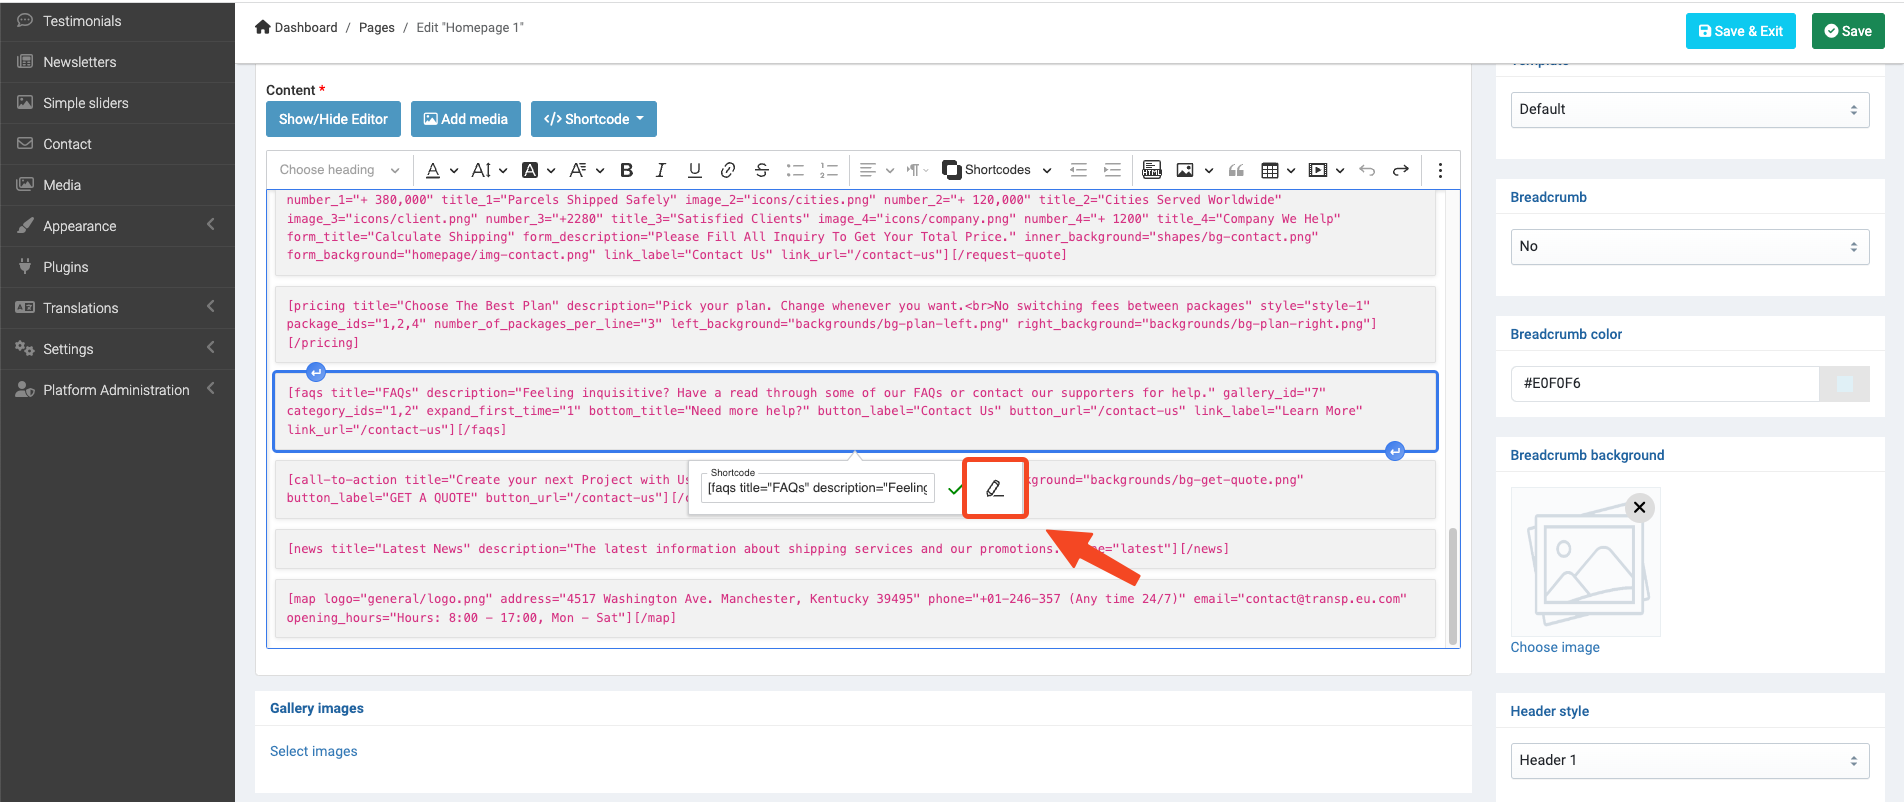 Testimonials
Newsletters
Simple sliders
Contact
Media
Appearance
Plugins
Translations
Settings
Platform Administration
Dashboard / Pages / Edit "Homepage 1"
Save & Exit
Save
Content *
Show/Hide Editor
Add media
</> Shortcode
Choose heading
Shortcodes
HTML
number_1="+ 380,000" title_1="Parcels Shipped Safely" image_2="icons/cities.png" number_2="+ 120,000" title_2="Cities Served Worldwide"
image_3="icons/client.png" number_3="+2280" title_3="Satisfied Clients" image_4="icons/company.png" number_4="+ 1200" title_4="Company We Help"
form_title="Calculate Shipping" form_description="Please Fill All Inquiry To Get Your Total Price." inner_background="shapes/bg-contact.png"
form_background="homepage/img-contact.png" link_label="Contact Us" link_url="/contact-us"][/request-quote]
[pricing title="Choose The Best Plan" description="Pick your plan. Change whenever you want.<br>No switching fees between packages" style="style-1"
package_ids="1,2,4" number_of_packages_per_line="3" left_background="backgrounds/bg-plan-left.png" right_background="backgrounds/bg-plan-right.png"]
[/pricing]
[faqs title="FAQs" description="Feeling inquisitive? Have a read through some of our FAQs or contact our supporters for help." gallery_id="7"
category_ids="1,2" expand_first_time="1" bottom_title="Need more help?" button_label="Contact Us" button_url="/contact-us" link_label="Learn More"
link_url="/contact-us"][/faqs]
[call-to-action title="Create your next Project with Us
ground="backgrounds/bg-get-quote.png"
button_label="GET A QUOTE" button_url="/contact-us"][/
Shortcode
[faqs title="FAQs" description="Feeling
[news title="Latest News" description="The latest information about shipping services and our promotions. ="latest"][/news]
[map logo="general/logo.png" address="4517 Washington Ave. Manchester, Kentucky 39495" phone="+01-246-357 (Any time 24/7)" email="contact@transp.eu.com"
opening_hours="Hours: 8:00 - 17:00, Mon - Sat"][/map]
Gallery images
Select images
Template
Default
Breadcrumb
No
Breadcrumb color
#E0F0F6
Breadcrumb background
Choose image
Header style
Header 1